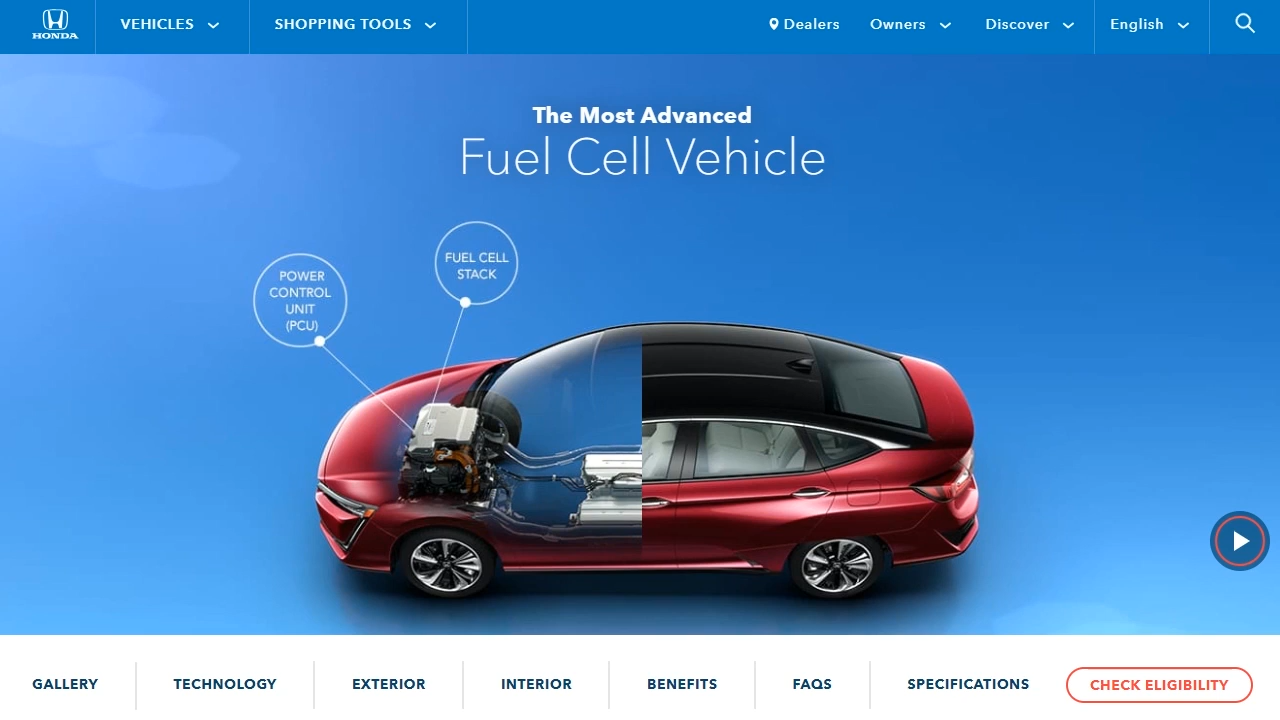 HONDA
VEHICLES
SHOPPING TOOLS
Dealers
Owners
Discover
English
The Most Advanced
Fuel Cell Vehicle
POWER
CONTROL
UNIT
(PCU)
FUEL CELL
STACK
GALLERY
TECHNOLOGY
EXTERIOR
INTERIOR
BENEFITS
FAQS
SPECIFICATIONS
CHECK ELIGIBILITY